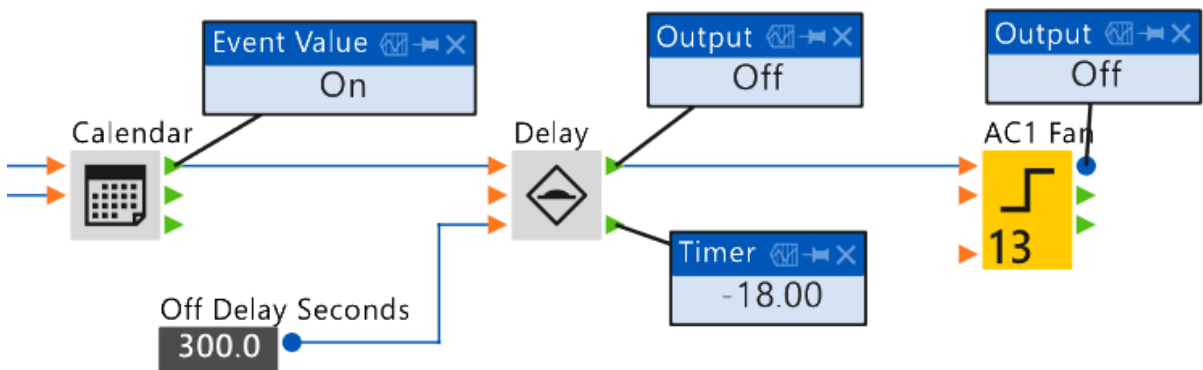 Event Value
On
Output
Off
Output
Off
Calendar
Delay
AC1 Fan
13
Timer
-18.00
Off Delay Seconds
300.0